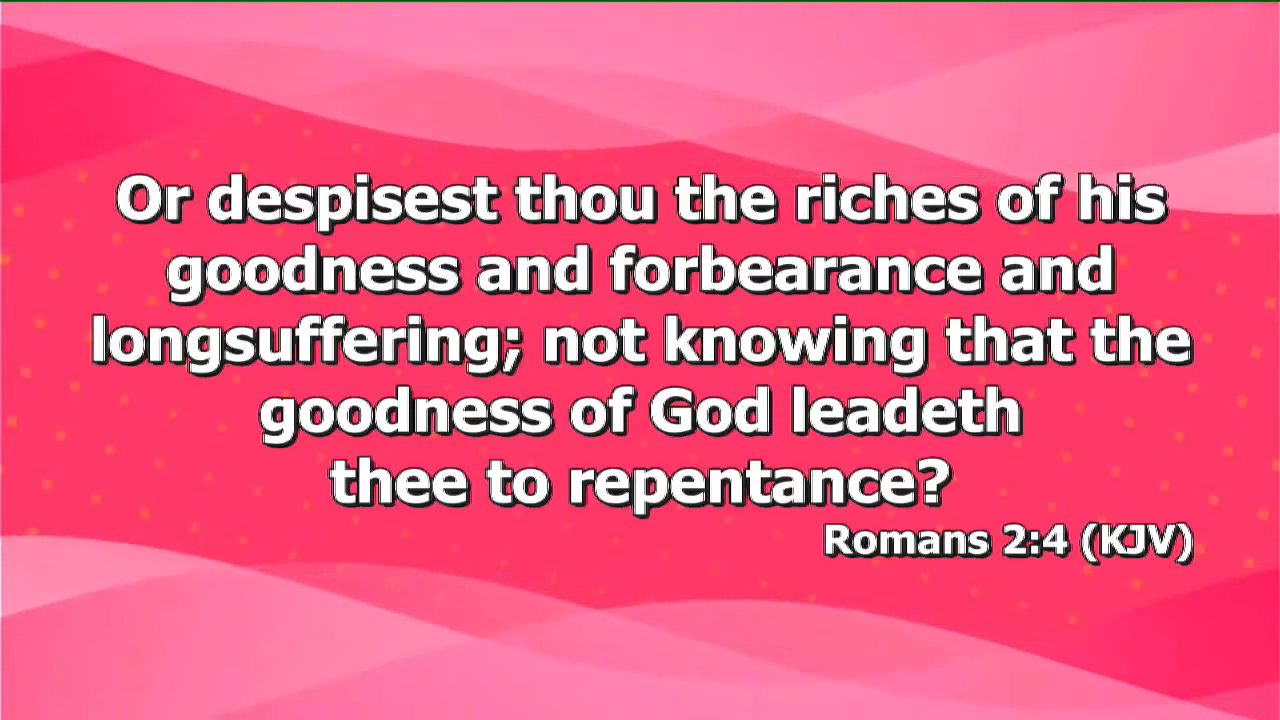 Or despisest thou the riches of his
goodness and forbearance and
longsuffering; not knowing that the
goodness of God leadeth
thee to repentance?
Romans 2:4 (KJV)